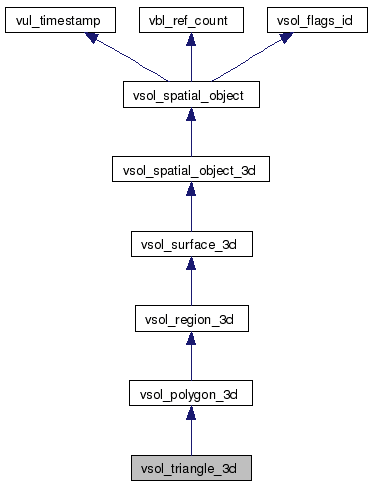 vul_timestamp vbl_ref_count vsol_flags_id
vsol_spatial_object
vsol_spatial_object_3d
vsol_surface_3d
vsol_region_3d
vsol_polygon_3d
vsol_triangle_3d